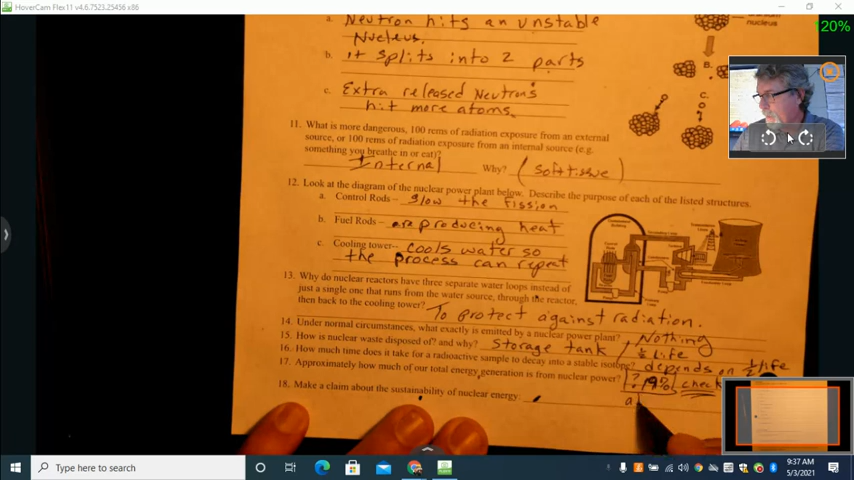 HoverCam Flex11 v4.6.7523.25456 x86
120%
a. Neutron hits an unstable
Nucleus.
nucleus
b. it splits into 2 parts
B.
c. Extra released Neutrons
hit more atoms.
C.
11. What is more dangerous, 100 rems of radiation exposure from an external
source, or 100 rems of radiation exposure from an internal source (e.g.
something you breathe in or eat)?
Internal Why? (soft tissue)
12. Look at the diagram of the nuclear power plant below. Describe the purpose of each of the listed structures.
a. Control Rods – slow the fission
b. Fuel Rods – are producing heat
c. Cooling tower-- cools water so
the process can repeat
13. Why do nuclear reactors have three separate water loops instead of
just a single one that runs from the water source, through the reactor,
then back to the cooling tower? To protect against radiation.
14. Under normal circumstances, what exactly is emitted by a nuclear power plant? Nothing
15. How is nuclear waste disposed of? and why? Storage tank / ½ life
16. How much time does it take for a radioactive sample to decay into a stable isotope? depends on ½ life
17. Approximately how much of our total energy generation is from nuclear power? ? 19% check
18. Make a claim about the sustainability of nuclear energy:
a
Type here to search
9:37 AM
5/3/2021